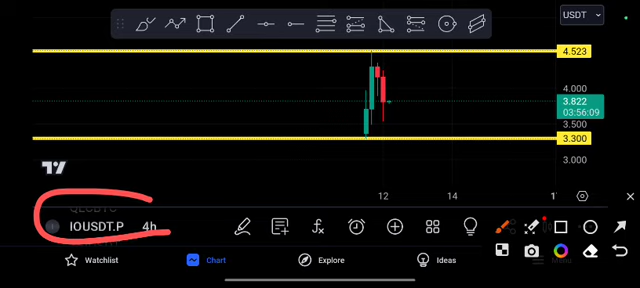 USDT
4.523
4.000
3.822
03:56:09
3.500
3.300
3.000
12
14
1
IOUSDT.P 4h
Watchlist
Chart
Explore
Ideas